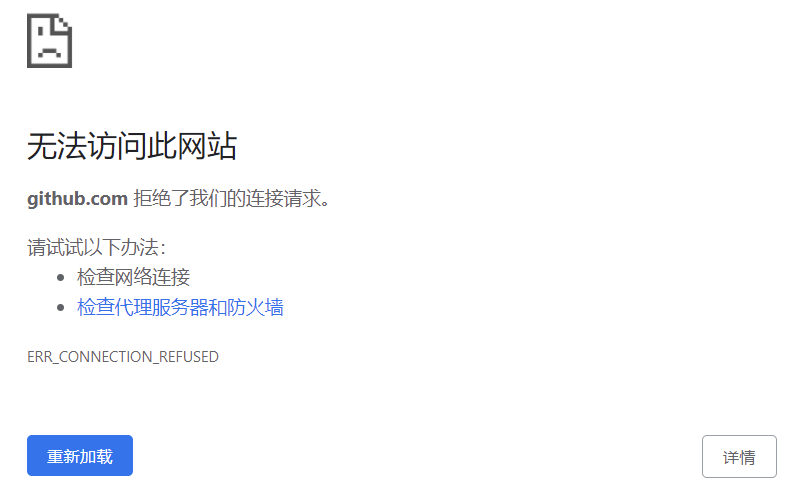 无法访问此网站
github.com 拒绝了我们的连接请求。
请试试以下办法：
检查网络连接
检查代理服务器和防火墙
ERR_CONNECTION_REFUSED
重新加载
详情